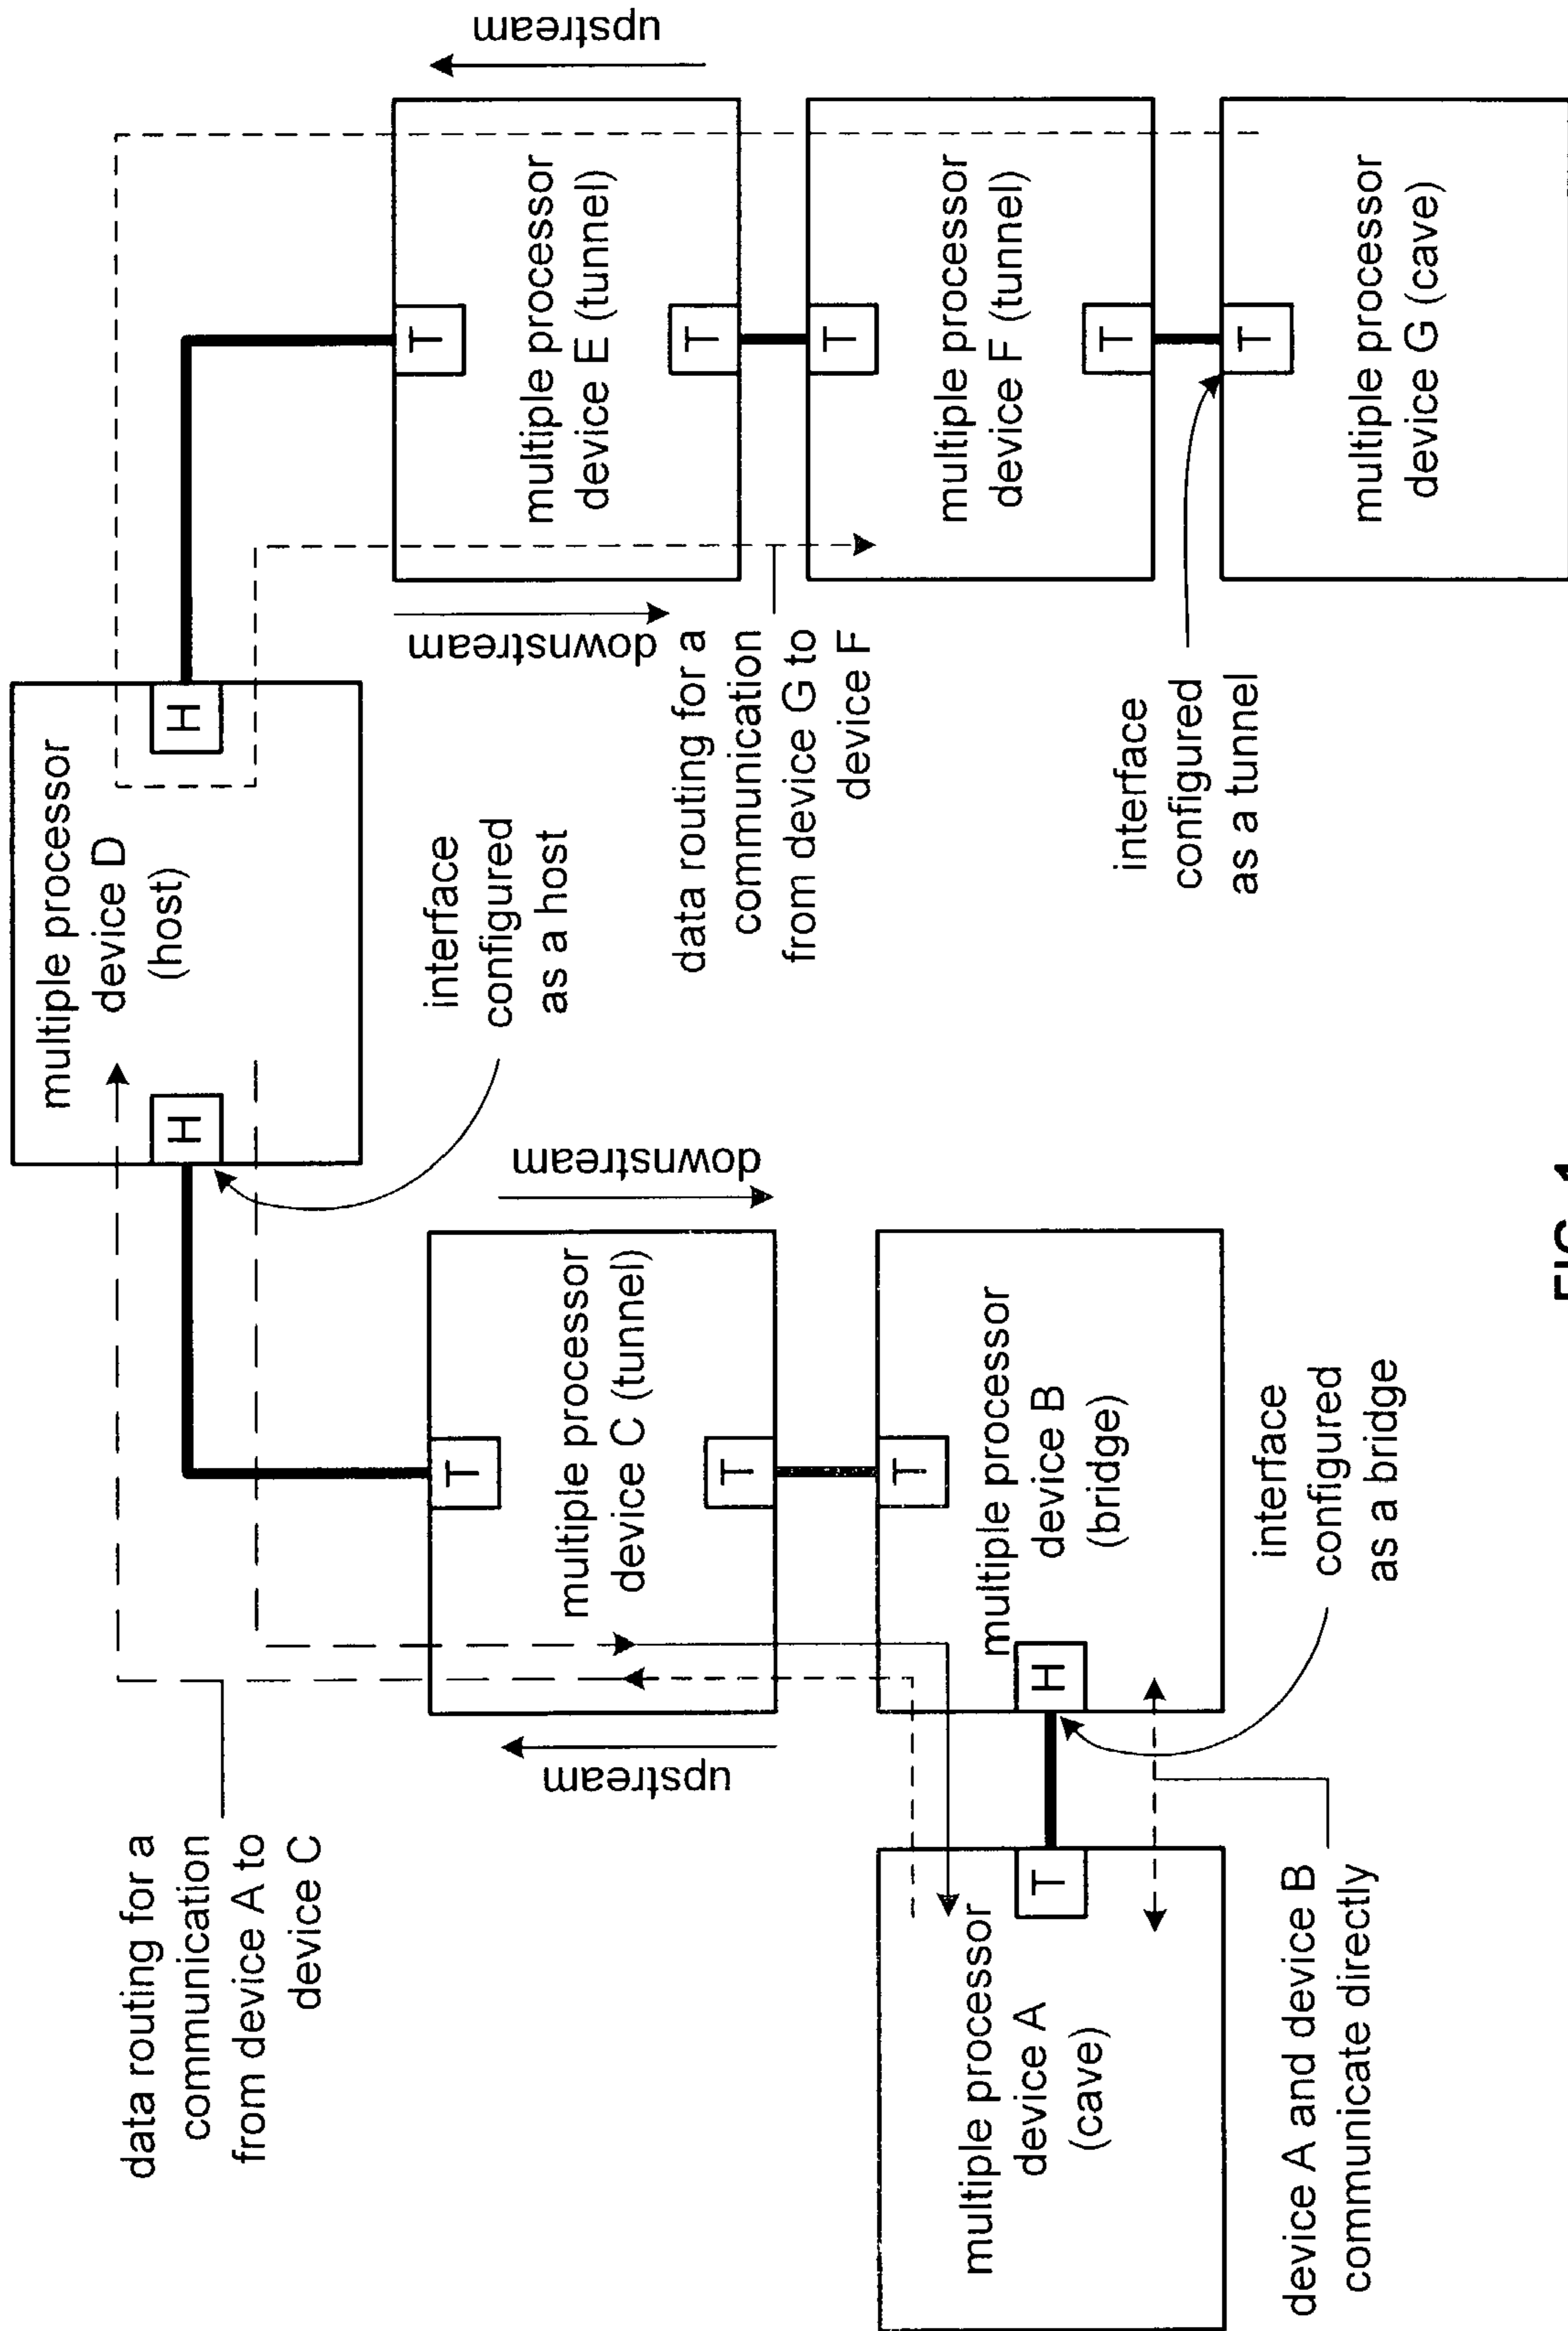 multiple processor
device D
(host)
H
H
data routing for a
communication
from device A to
device C
interface
configured
as a host
upstream
downstream
T
multiple processor
device C (tunnel)
T
downstream
upstream
T
multiple processor
device E (tunnel)
T
data routing for a
communication
from device G to
device F
T
multiple processor
device F (tunnel)
T
multiple processor
device A
(cave)
T
T
multiple processor
device B
(bridge)
H
device A and device B
communicate directly
interface
configured
as a bridge
interface
configured
as a tunnel
T
multiple processor
device G (cave)